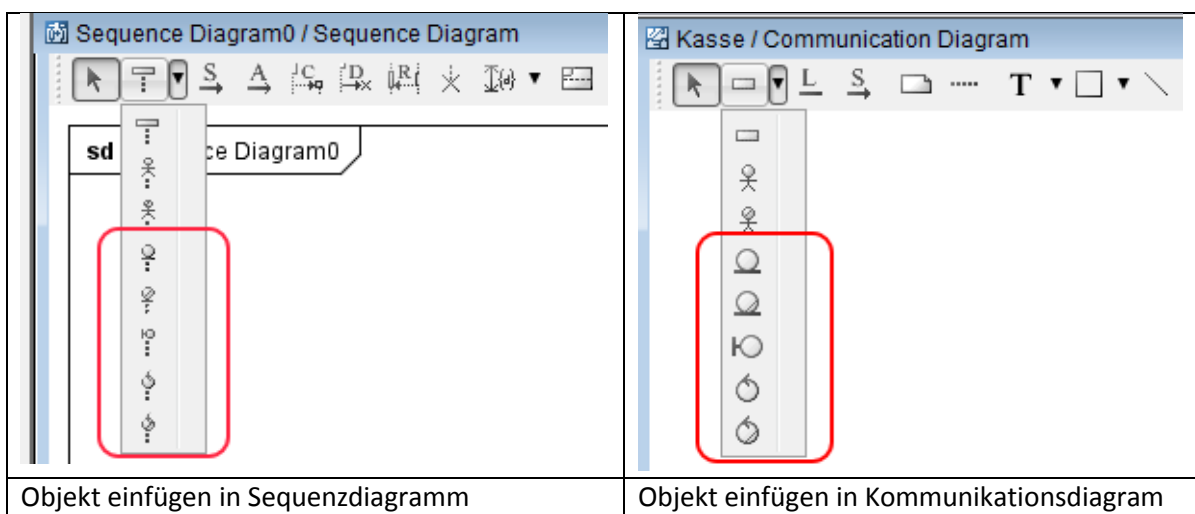 Sequence Diagram0 / Sequence Diagram
S A C D R {d}
sd ce Diagram0
Objekt einfügen in Sequenzdiagramm
Kasse / Communication Diagram
L S T
Objekt einfügen in Kommunikationsdiagram